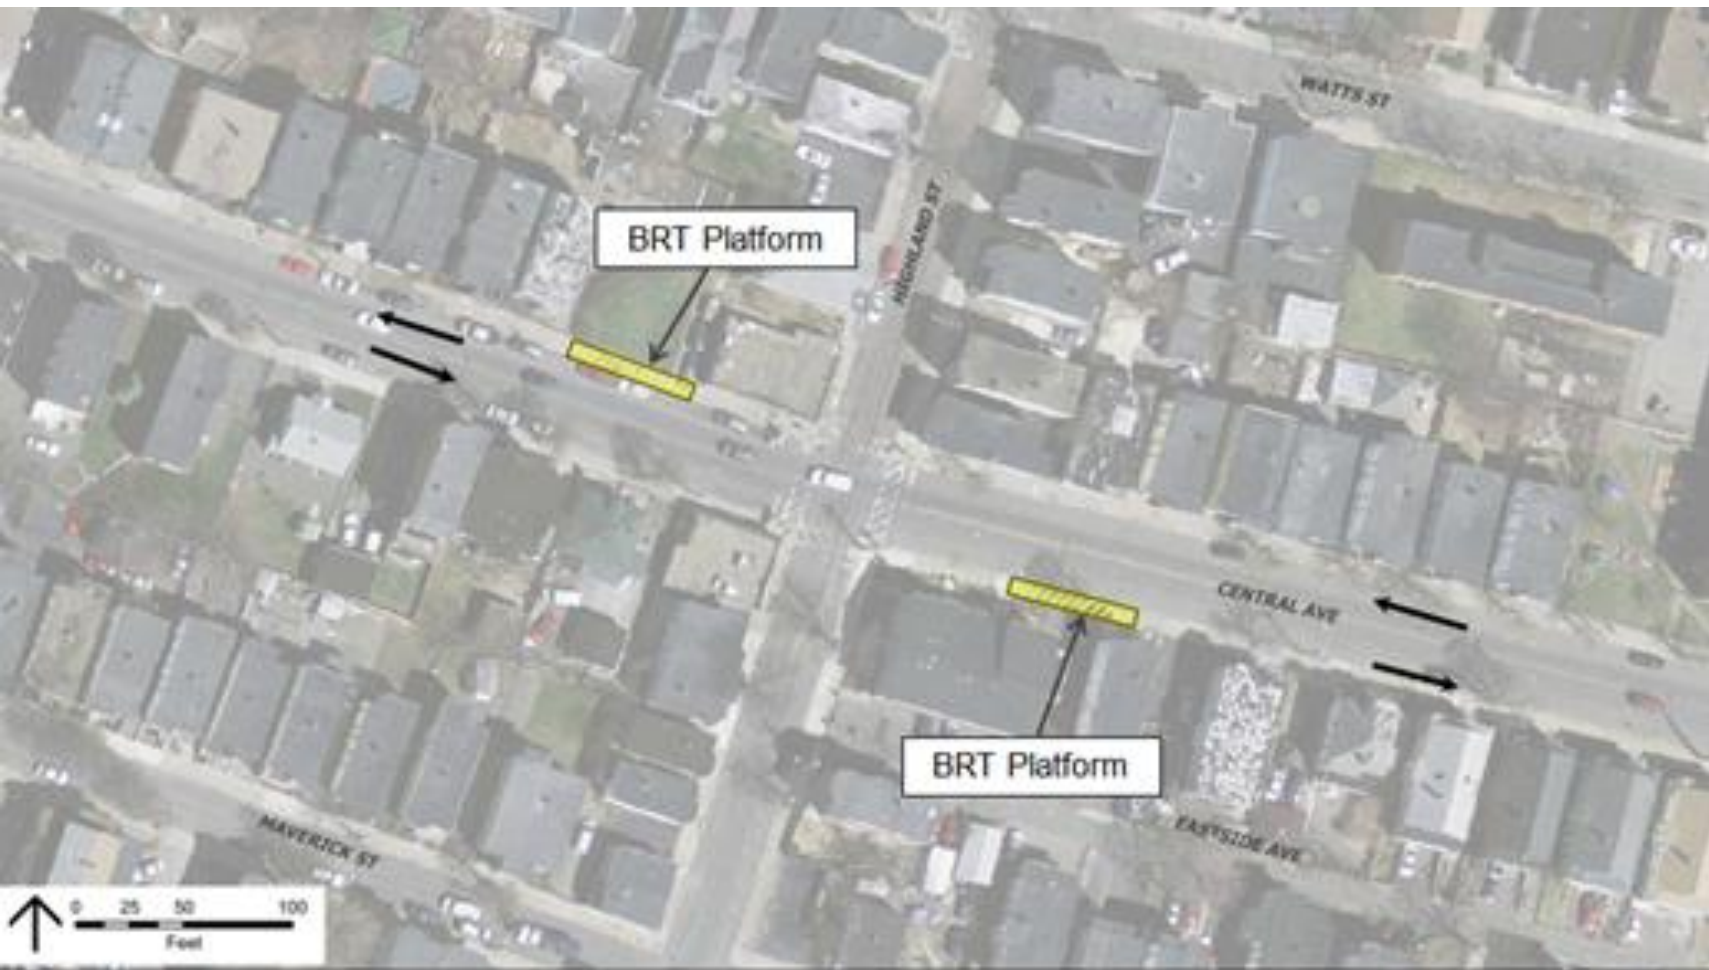 WATTS ST
BRT Platform
HIGHLAND ST
CENTRAL AVE
BRT Platform
EASTSIDE AVE
MAVERICK ST
0 25 50 100
Feet